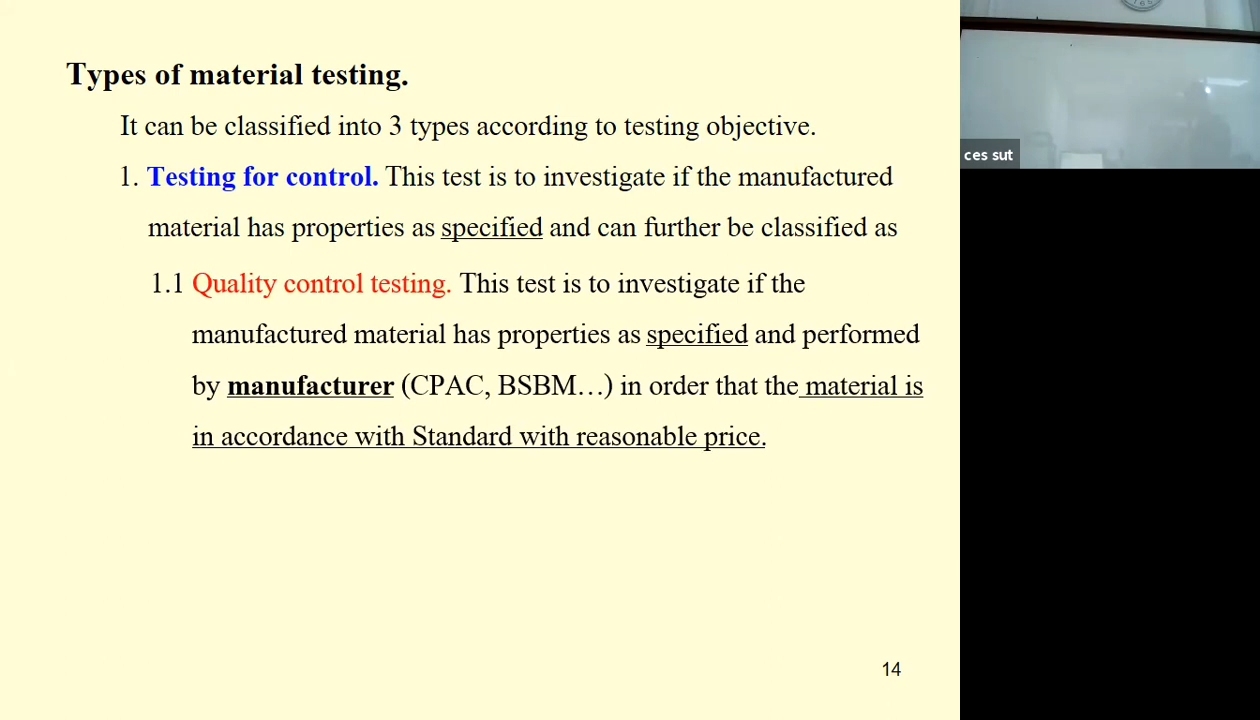 Types of material testing.
It can be classified into 3 types according to testing objective.
1. Testing for control. This test is to investigate if the manufactured
material has properties as specified and can further be classified as
1.1 Quality control testing. This test is to investigate if the
manufactured material has properties as specified and performed
by manufacturer (CPAC, BSBM…) in order that the material is
in accordance with Standard with reasonable price.
14
ces sut